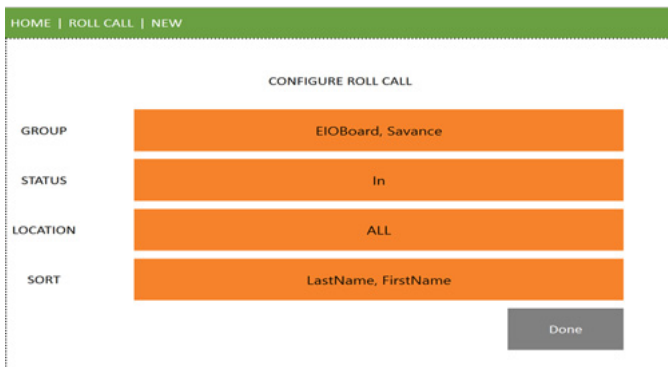 HOME | ROLL CALL | NEW
CONFIGURE ROLL CALL
GROUP EIOBoard, Savance
STATUS In
LOCATION ALL
SORT LastName, FirstName
Done